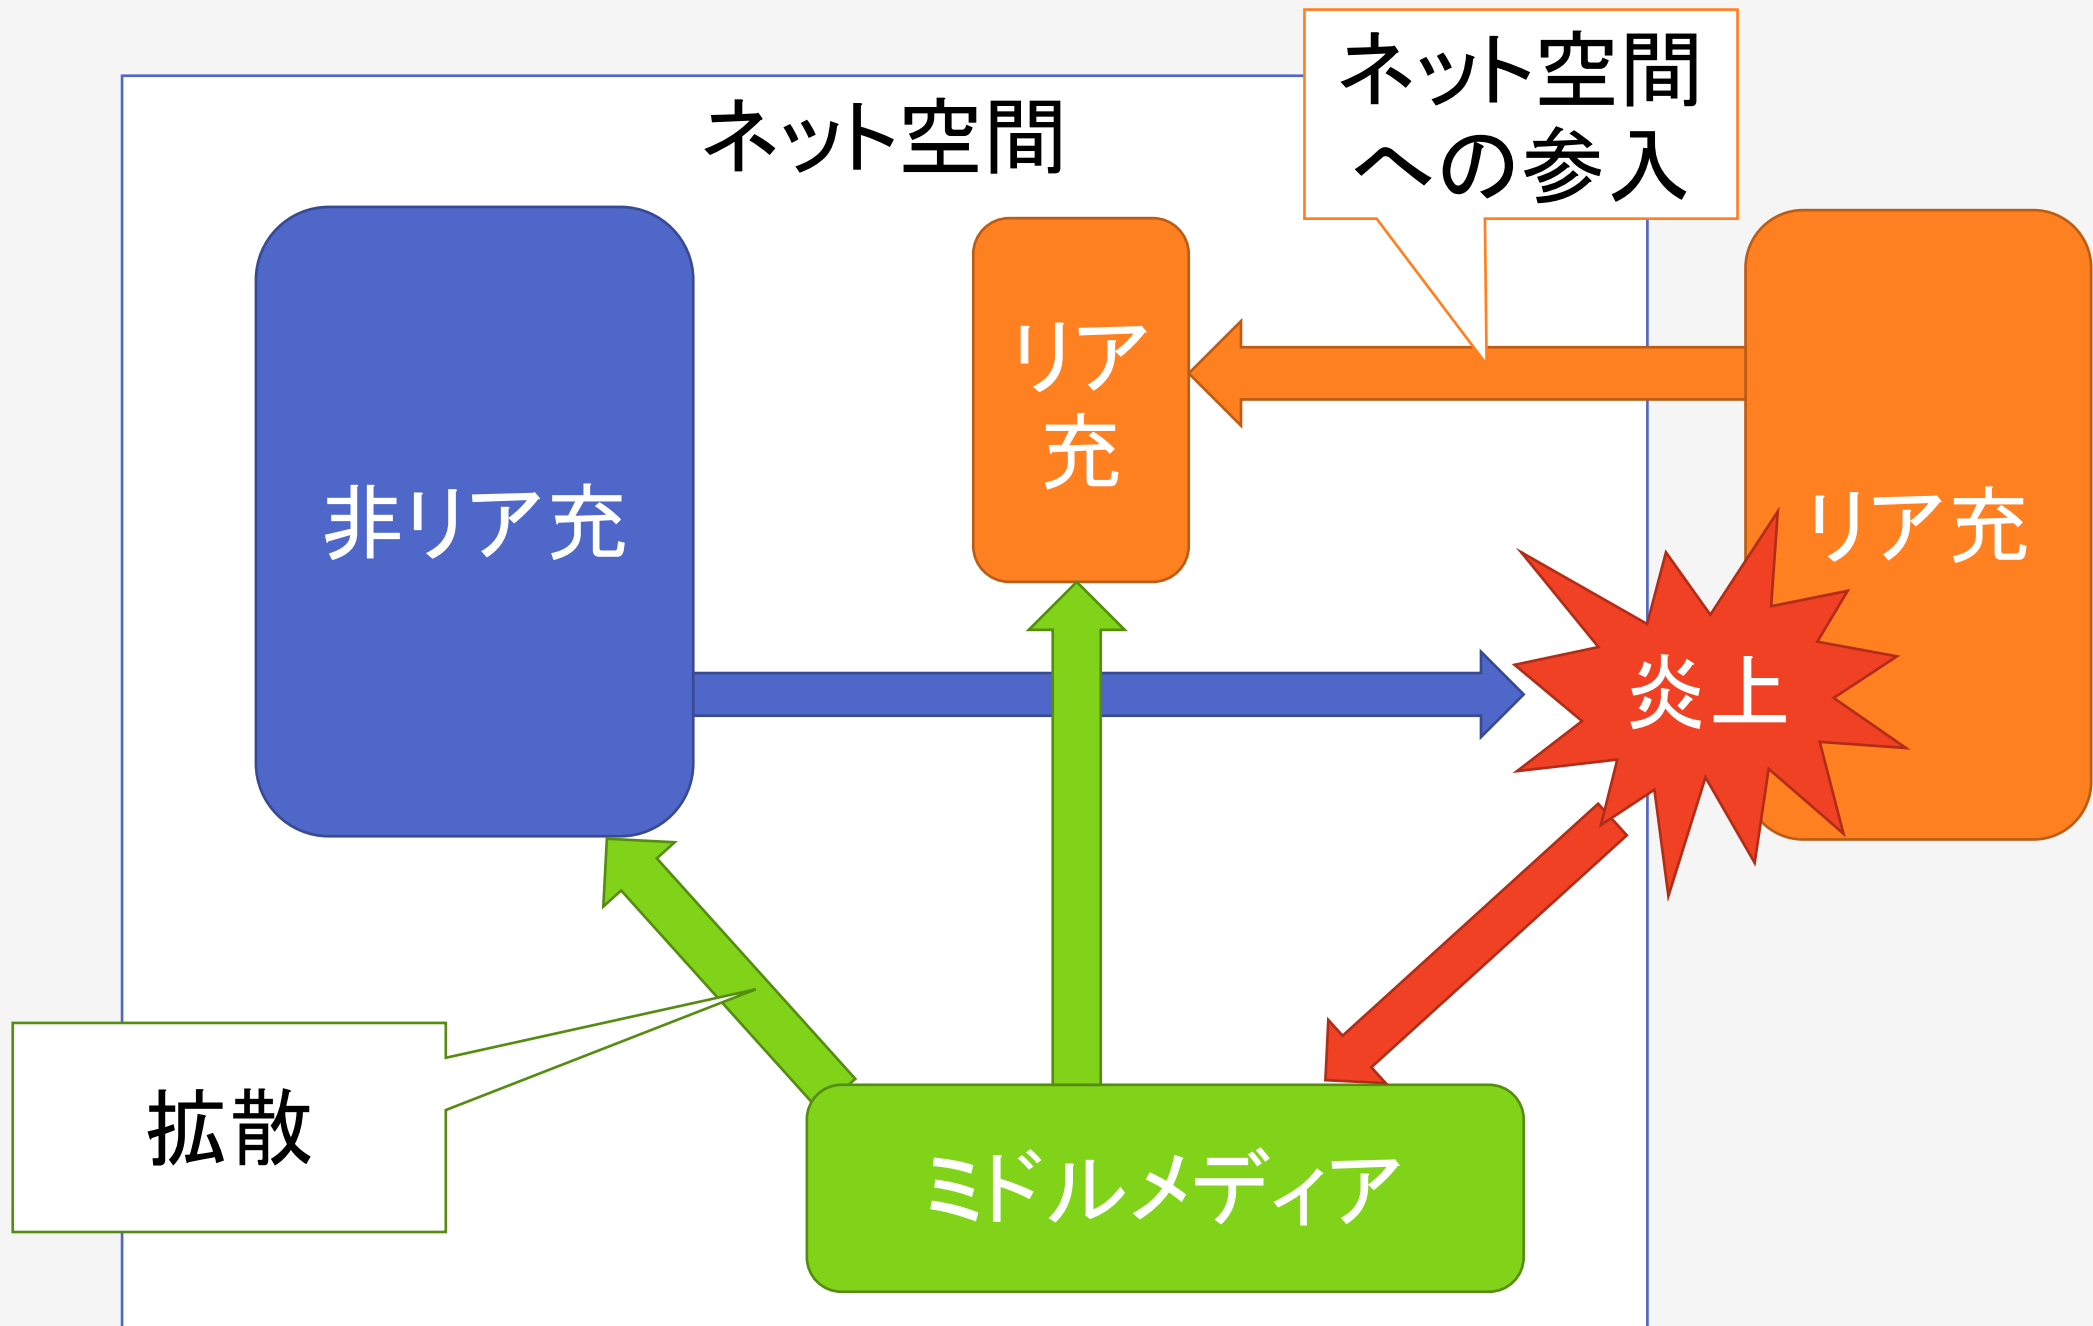 ネット空間
への参入
ネット空間
非リア充
リア
充
リア充
炎上
拡散
ミドルメディア